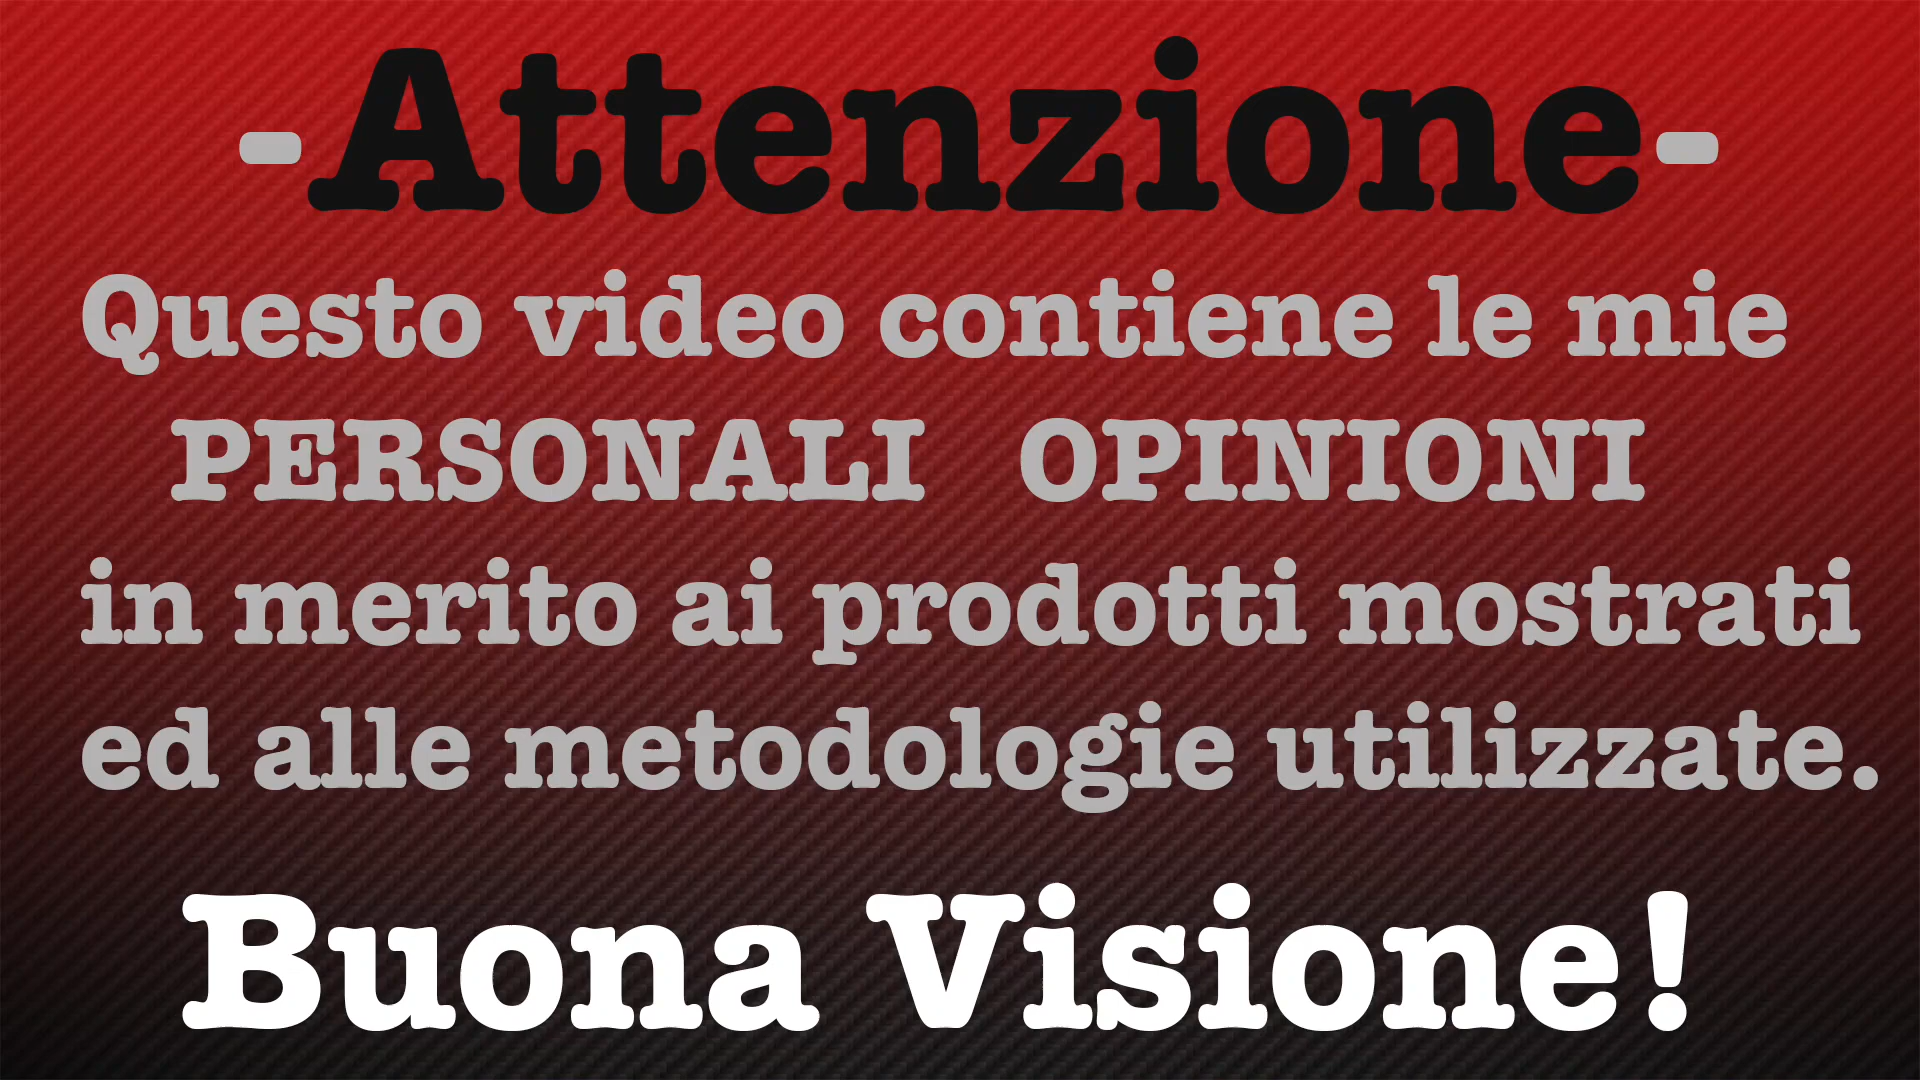 -Attenzione-
Questo video contiene le mie
PERSONALI OPINIONI
in merito ai prodotti mostrati
ed alle metodologie utilizzate.
Buona Visione!